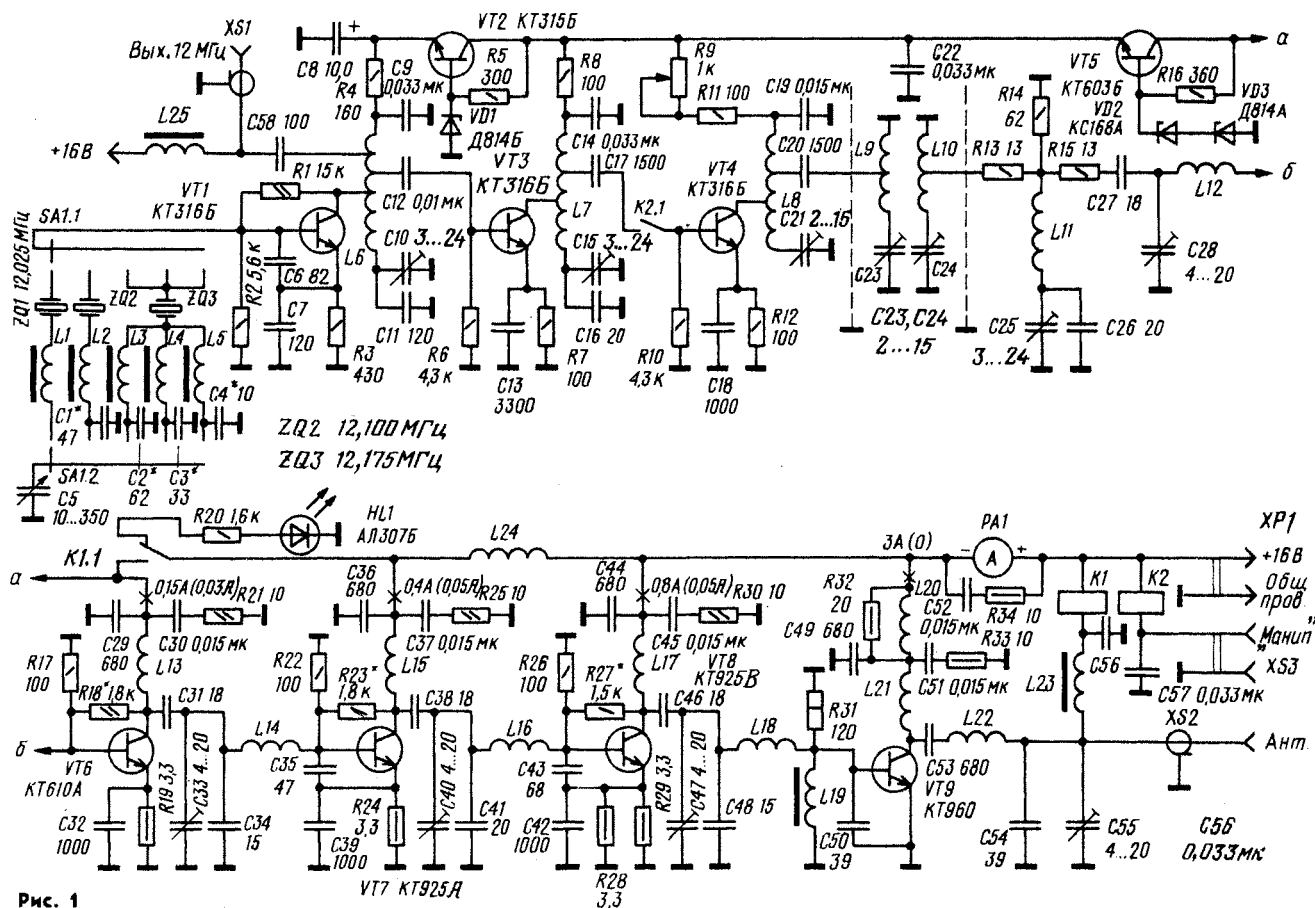 XS1
Вых. 12 МГц
L25
+16В
C58 100
C8 10,0
+
R4
160
C9
0,033 мк
VT2 КТ315Б
R5
300
VD1
Д814Б
R8
100
C14 0,033 мк
C17 1500
VT3
КТ316Б
R9
1 к
R11 100
C19 0,015 мк
C20 1500
VT4
КТ316Б
C22
0,033 мк
L9
L10
R14
62
R13 13
R15 13
C27 18
VT5
КТ603Б
R16 360
VD2
КС168А
VD3
Д814А
а
L12
б
R1 15 к
VT1
КТ316Б
SA1.1
ZQ1 12,025 МГц
ZQ2
ZQ3
R2 5,6 к
C6 82
C7
120
L6
C12 0,01 мк
C10 3...24
C11 120
R3
430
R6
4,3 к
L7
C15 3...24
C16 20
C13
3300
R7
100
К2.1
L8
C21 2...15
R10
4,3 к
C18
1000
R12
100
C23
C24
C23, C24
2...15
L11
C25
3...24
C26 20
C28
4...20
L1
L2
L3
L4
L5
C1*
47
C4* 10
SA1.2
C5
10...350
C2*
62
C3*
33
ZQ2 12,100 МГц
ZQ3 12,175 МГц
R20 1,6 к
HL1
АЛ307Б
К1.1
а
L24
3А (0)
PA1
А
−
+
XP1
+16В
Общ.
пров.
„Манип"
XS3
0,15А (0,03А)
R21 10
C29
680
C30 0,015 мк
C36
680
0,4А (0,05А)
R25 10
C37 0,015 мк
C44
680
0,8А (0,05А)
R30 10
C45 0,015 мк
R32
20
C49 680
L20
C52
0,015 мк
R34 10
R33 10
C51 0,015 мк
К1
К2
C56
C57 0,033 мк
R17
100
L13
R18* 1,8 к
C31 18
R22
100
R23*
1,8 к
L15
C38 18
R26
100
R27*
1,5 к
L17
VT8
КТ925В
C46 18
L21
L23
R31
120
L22
XS2
Ант.
б
L14
L16
L18
VT6
КТ610А
R19 3,3
C33 4...20
C35
47
R24
3,3
C40 4...20
C41
20
C43
68
R29 3,3
C47 4...20
C48 15
L19
C53 680
VT9
КТ960
C32
1000
C34
15
C39
1000
C42
1000
R28
3,3
C50
39
C54
39
C55
4...20
C56
0,033 мк
VT7 КТ925А
Рис. 1